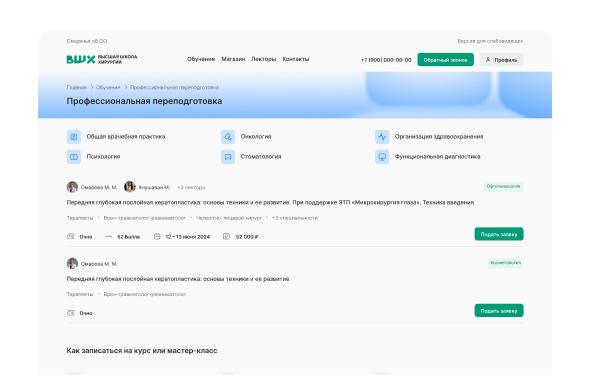 Сведенья об ОО
Версия для слабовидящих
ВШХ ВЫСШАЯ ШКОЛА ХИРУРГИИ
Обучение Магазин Лекторы Контакты
+7 (900) 000-00-00
Обратный звонок
Профиль
Главная > Обучение > Профессиональная переподготовка
Профессиональная переподготовка
Общая врачебная практика
Онкология
Организация здравоохранения
Психология
Стоматология
Функциональная диагностика
Омарова М. М. Анушаван М. +3 лектора
Офтальмология
Передняя глубокая послойная кератопластика: основы техники и ее развитие. При поддержке ЭТП «Микрохирургия глаза». Техника введения
Терапевты • Врач-травматолог-реаниматолог • Челюстно-лицевой хирург • +3 специальности
Очно 52 Балла 12 – 13 июня 2024 52 000 ₽
Подать заявку
Омарова М. М.
Косметология
Передняя глубокая послойная кератопластика: основы техники и ее развитие
Терапевты • Врач-травматолог-реаниматолог
Очно
Подать заявку
Как записаться на курс или мастер-класс